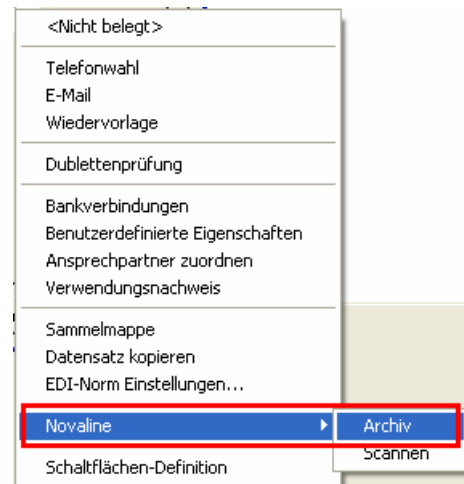 <Nicht belegt>
Telefonwahl
E-Mail
Wiedervorlage
Dublettenprüfung
Bankverbindungen
Benutzerdefinierte Eigenschaften
Ansprechpartner zuordnen
Verwendungsnachweis
Sammelmappe
Datensatz kopieren
EDI-Norm Einstellungen...
Novaline
Archiv
Scannen
Schaltflächen-Definition